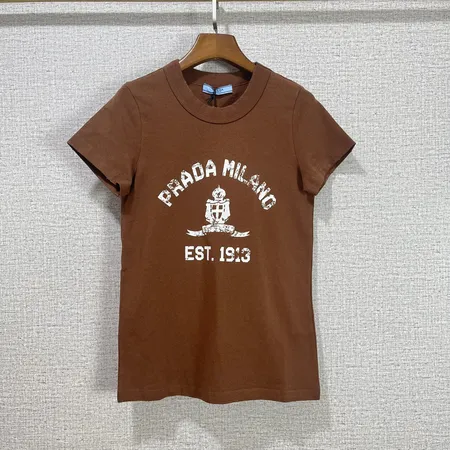 PRADA MILANO
EST. 1913